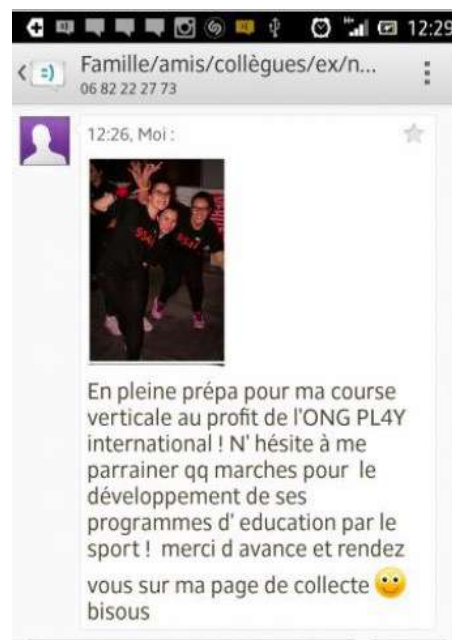 12:29
Famille/amis/collègues/ex/n...
06 82 22 27 73
12:26, Moi :
En pleine prépa pour ma course
verticale au profit de l'ONG PL4Y
international ! N' hésite à me
parrainer qq marches pour le
développement de ses
programmes d' education par le
sport ! merci d avance et rendez
vous sur ma page de collecte
bisous